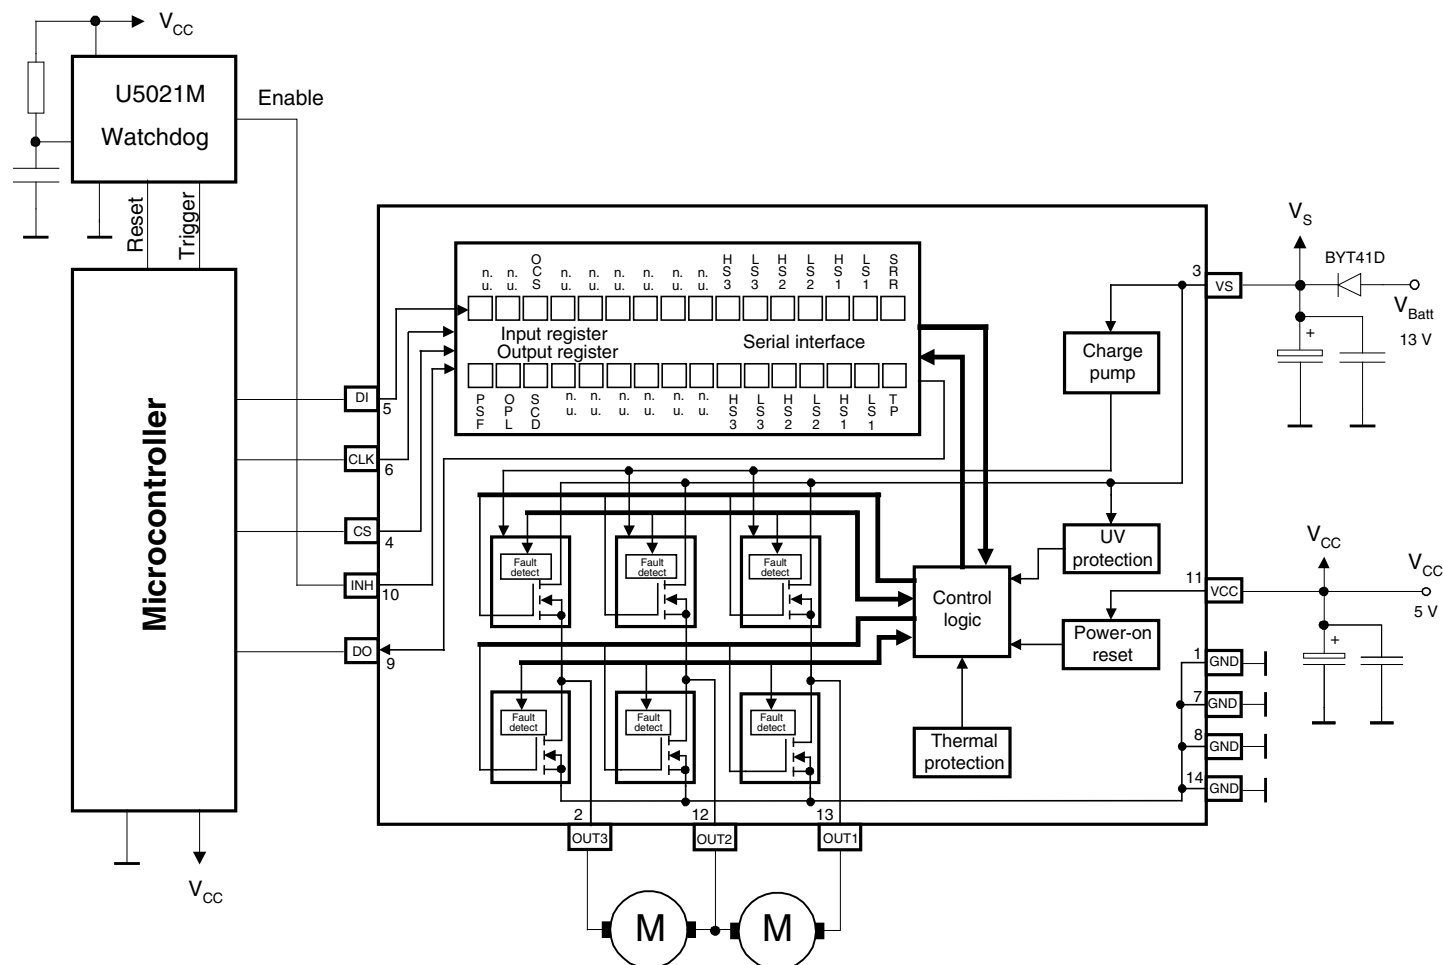 VCC
U5021M
Watchdog
Enable
Reset
Trigger
Microcontroller
VCC
n. u.
n. u.
OCS
n. u.
n. u.
n. u.
n. u.
n. u.
n. u.
HS3
LS3
HS2
LS2
HS1
LS1
SRR
Input register
Output register
Serial interface
PSF
OPL
SCD
n. u.
n. u.
n. u.
n. u.
n. u.
n. u.
HS3
LS3
HS2
LS2
HS1
LS1
TP
DI
5
CLK
6
CS
4
INH
10
DO
9
Charge
pump
3
VS
VS
BYT41D
VBatt
13 V
+
Fault
detect
Fault
detect
Fault
detect
UV
protection
Control
logic
Power-on
reset
Thermal
protection
11
VCC
VCC
VCC
5 V
+
1
GND
7
GND
8
GND
14
GND
Fault
detect
Fault
detect
Fault
detect
2
OUT3
12
OUT2
13
OUT1
M
M